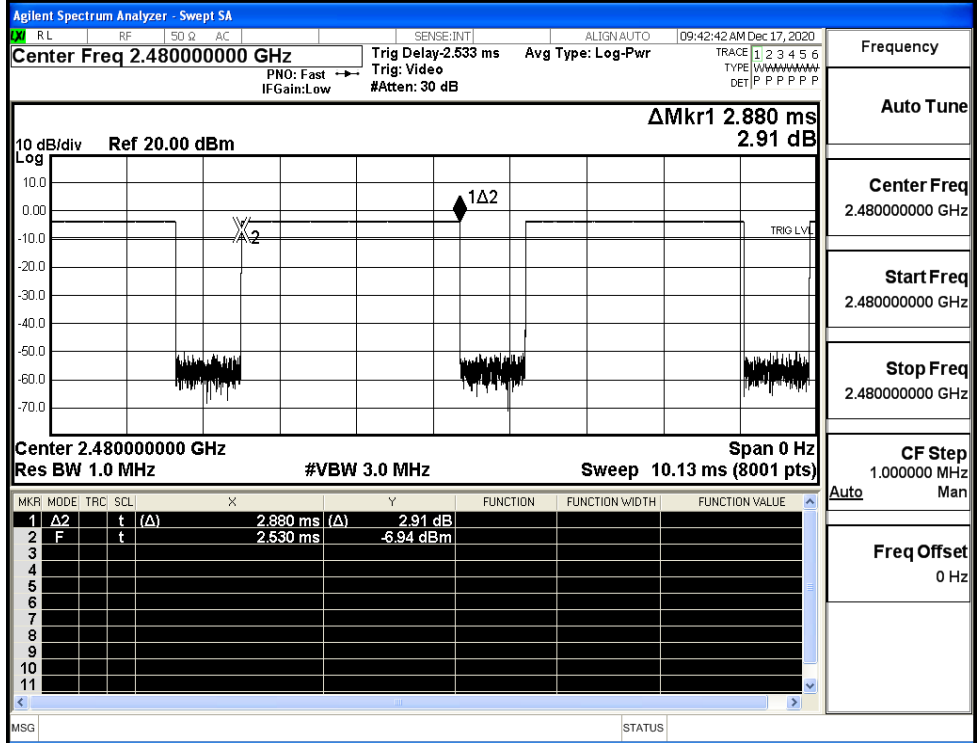 Agilent Spectrum Analyzer - Swept SA
LXI RL RF 50 Ω AC SENSE:INT ALIGN AUTO 09:42:42 AM Dec 17, 2020
Center Freq 2.480000000 GHz
PNO: Fast
IFGain:Low
Trig Delay-2.533 ms
Trig: Video
#Atten: 30 dB
Avg Type: Log-Pwr
TRACE 1 2 3 4 5 6
TYPE WWWWWW
DET P P P P P P
ΔMkr1 2.880 ms
2.91 dB
10 dB/div Ref 20.00 dBm
Log
10.0
0.00
-10.0
-20.0
-30.0
-40.0
-50.0
-60.0
-70.0
1Δ2
2
TRIG LVL
Center 2.480000000 GHz Span 0 Hz
Res BW 1.0 MHz #VBW 3.0 MHz Sweep 10.13 ms (8001 pts)
MKR MODE TRC SCL X Y FUNCTION FUNCTION WIDTH FUNCTION VALUE
1 Δ2 t (Δ) 2.880 ms (Δ) 2.91 dB
2 F t 2.530 ms -6.94 dBm
3
4
5
6
7
8
9
10
11
MSG STATUS
Frequency
Auto Tune
Center Freq
2.480000000 GHz
Start Freq
2.480000000 GHz
Stop Freq
2.480000000 GHz
CF Step
1.000000 MHz
Auto Man
Freq Offset
0 Hz